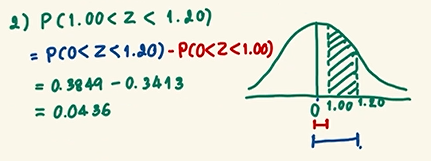 2) P(1.00 < Z < 1.20)
= P(0 < Z < 1.20) - P(0 < Z < 1.00)
= 0.3849 - 0.3413
= 0.0436
0 1.00 1.20